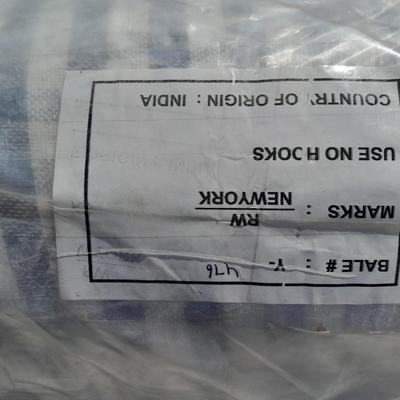 BALE # : Y- 476
MARKS : RW
NEWYORK
USE NO HOOKS
COUNTRY OF ORIGIN : INDIA